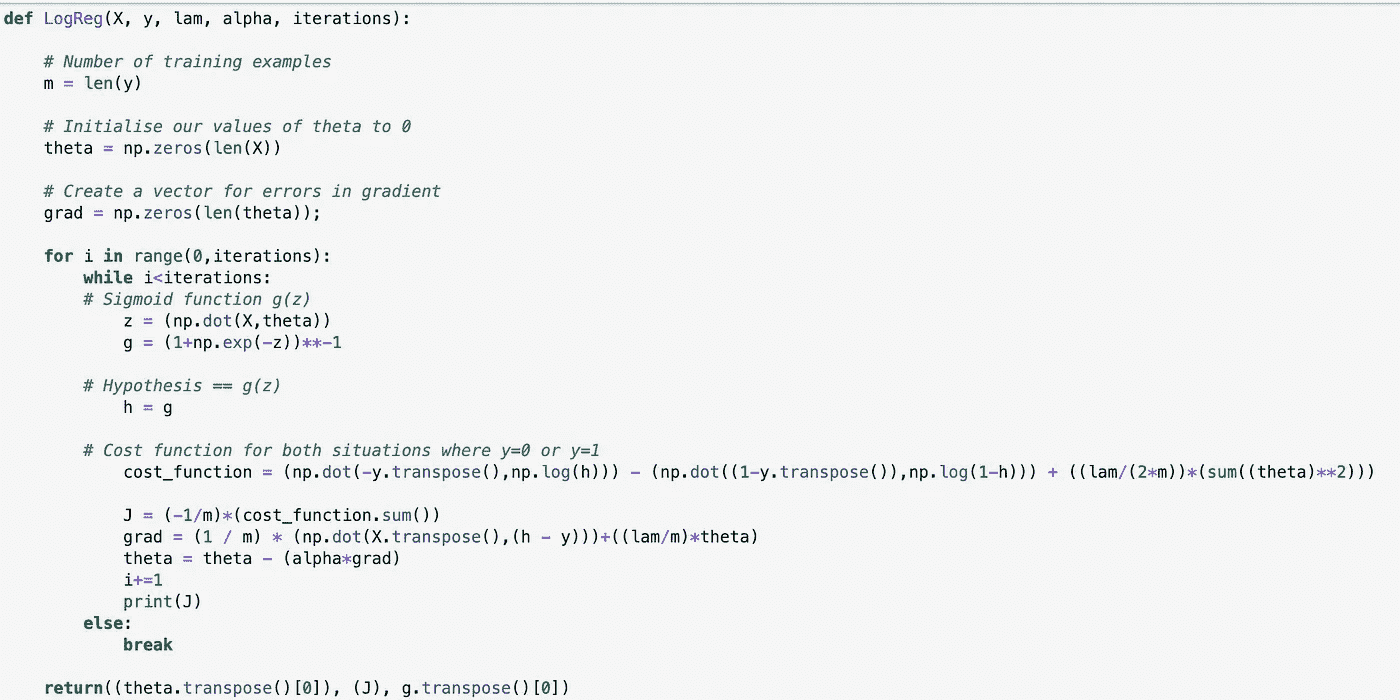 def LogReg(X, y, lam, alpha, iterations):
# Number of training examples
m = len(y)
# Initialise our values of theta to 0
theta = np.zeros(len(X))
# Create a vector for errors in gradient
grad = np.zeros(len(theta));
for i in range(0,iterations):
while i<iterations:
# Sigmoid function g(z)
z = (np.dot(X,theta))
g = (1+np.exp(-z))**-1
# Hypothesis == g(z)
h = g
# Cost function for both situations where y=0 or y=1
cost_function = (np.dot(-y.transpose(),np.log(h))) - (np.dot((1-y.transpose()),np.log(1-h))) + ((lam/(2*m))*(sum((theta)**2)))
J = (-1/m)*(cost_function.sum())
grad = (1 / m) * (np.dot(X.transpose(),(h - y)))+((lam/m)*theta)
theta = theta - (alpha*grad)
i+=1
print(J)
else:
break
return((theta.transpose()[0]), (J), g.transpose()[0])